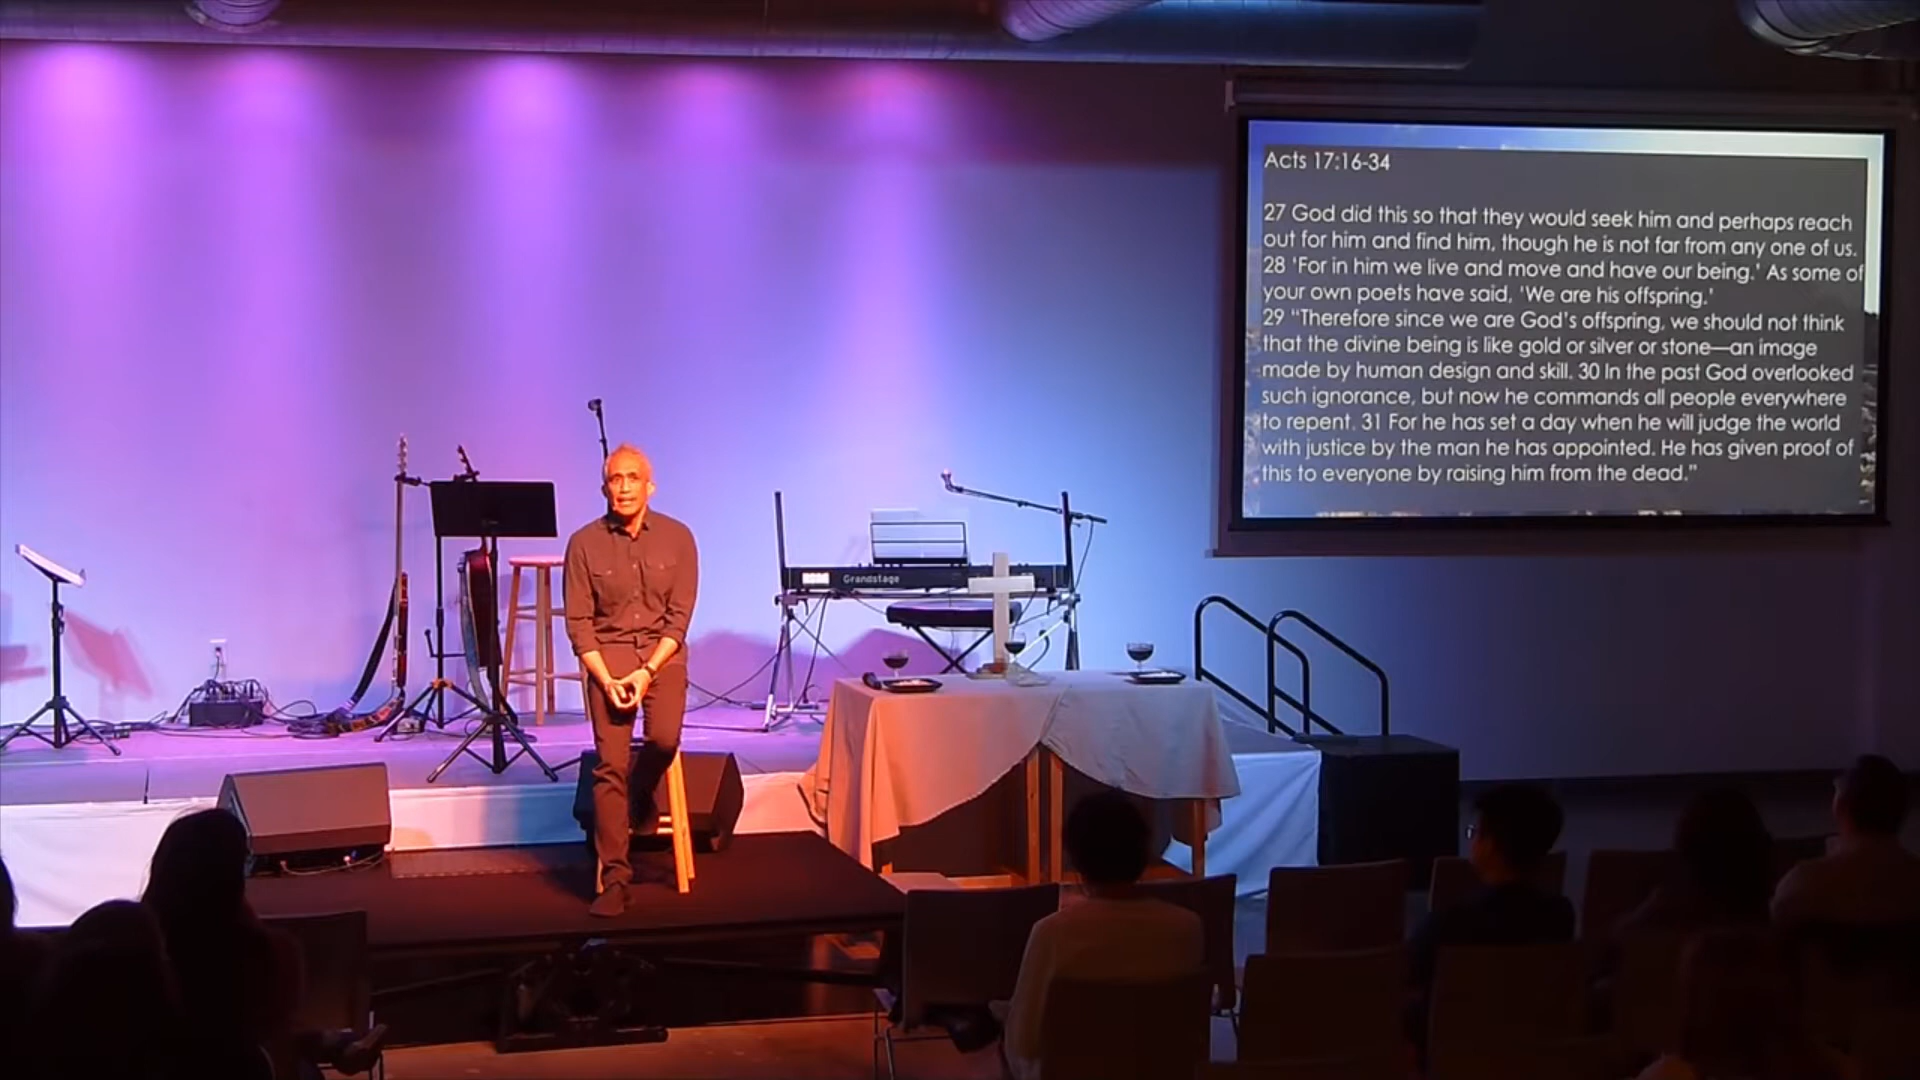 Acts 17:16-34
27 God did this so that they would seek him and perhaps reach
out for him and find him, though he is not far from any one of us.
28 'For in him we live and move and have our being.' As some of
your own poets have said, 'We are his offspring.'
29 “Therefore since we are God’s offspring, we should not think
that the divine being is like gold or silver or stone—an image
made by human design and skill. 30 In the past God overlooked
such ignorance, but now he commands all people everywhere
to repent. 31 For he has set a day when he will judge the world
with justice by the man he has appointed. He has given proof of
this to everyone by raising him from the dead.”
KORG Grandstage